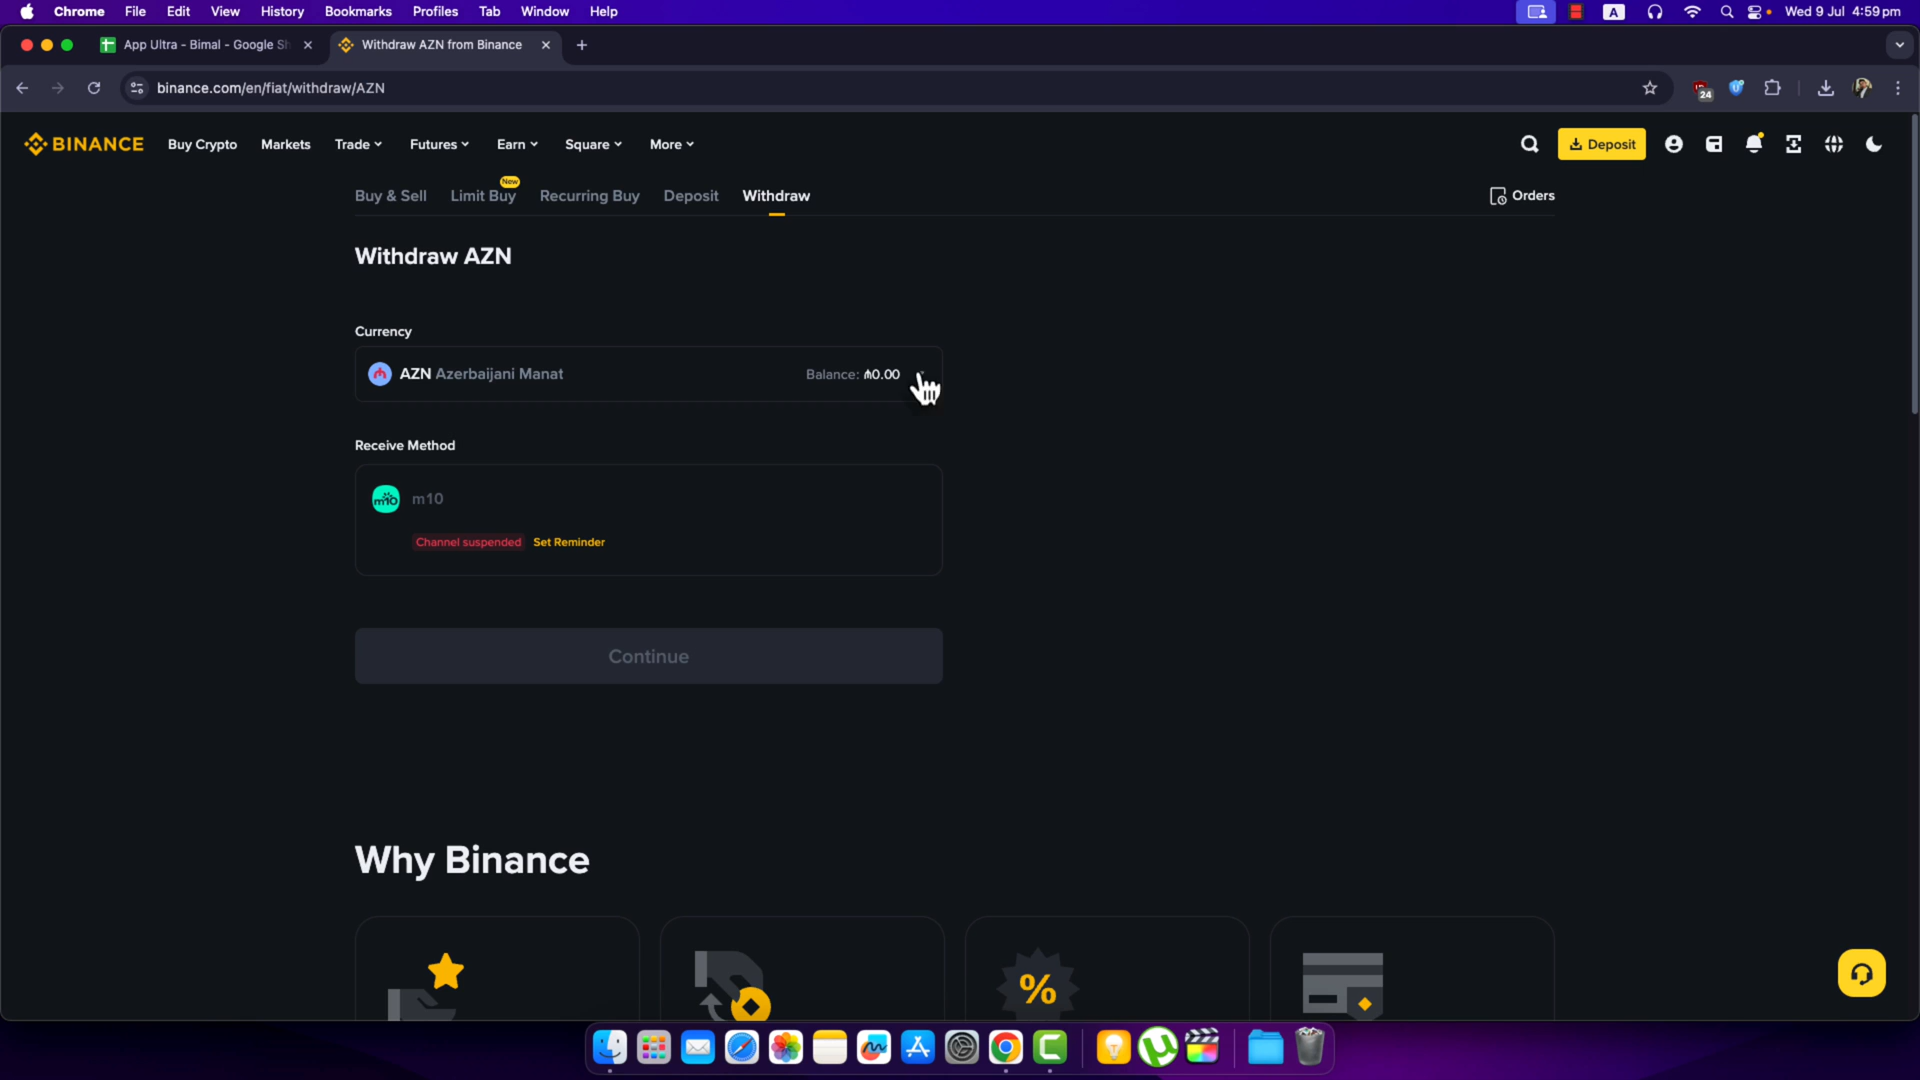 Chrome File Edit View History Bookmarks Profiles Tab Window Help A Wed 9 Jul 4:59pm
App Ultra - Bimal - Google Sh Withdraw AZN from Binance
binance.com/en/fiat/withdraw/AZN 24
BINANCE Buy Crypto Markets Trade Futures Earn Square More Deposit
Buy & Sell Limit Buy New Recurring Buy Deposit Withdraw Orders
Withdraw AZN
Currency
AZN Azerbaijani Manat Balance: ₼0.00
Receive Method
m10 m10
Channel suspended Set Reminder
Continue
Why Binance
%